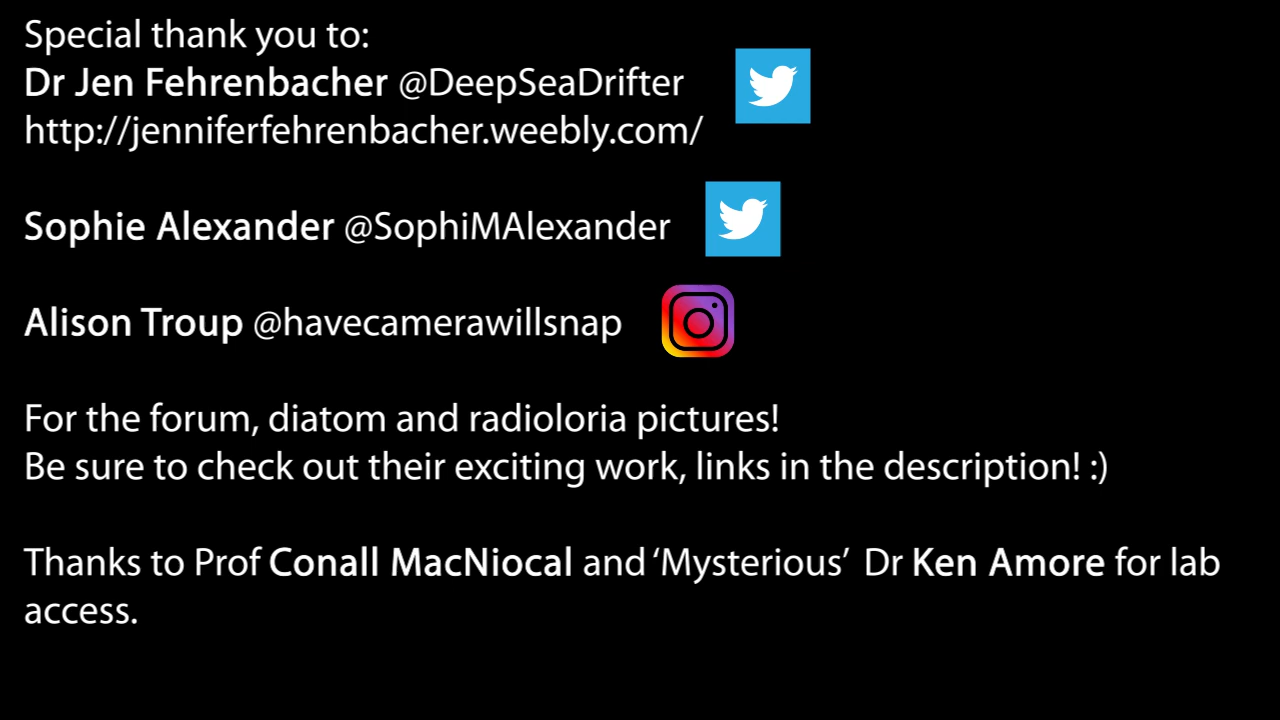 Special thank you to:
Dr Jen Fehrenbacher @DeepSeaDrifter
http://jenniferfehrenbacher.weebly.com/
Sophie Alexander @SophiMAlexander
Alison Troup @havecamerawillsnap
For the forum, diatom and radioloria pictures!
Be sure to check out their exciting work, links in the description! :)
Thanks to Prof Conall MacNiocal and ‘Mysterious’ Dr Ken Amore for lab
access.